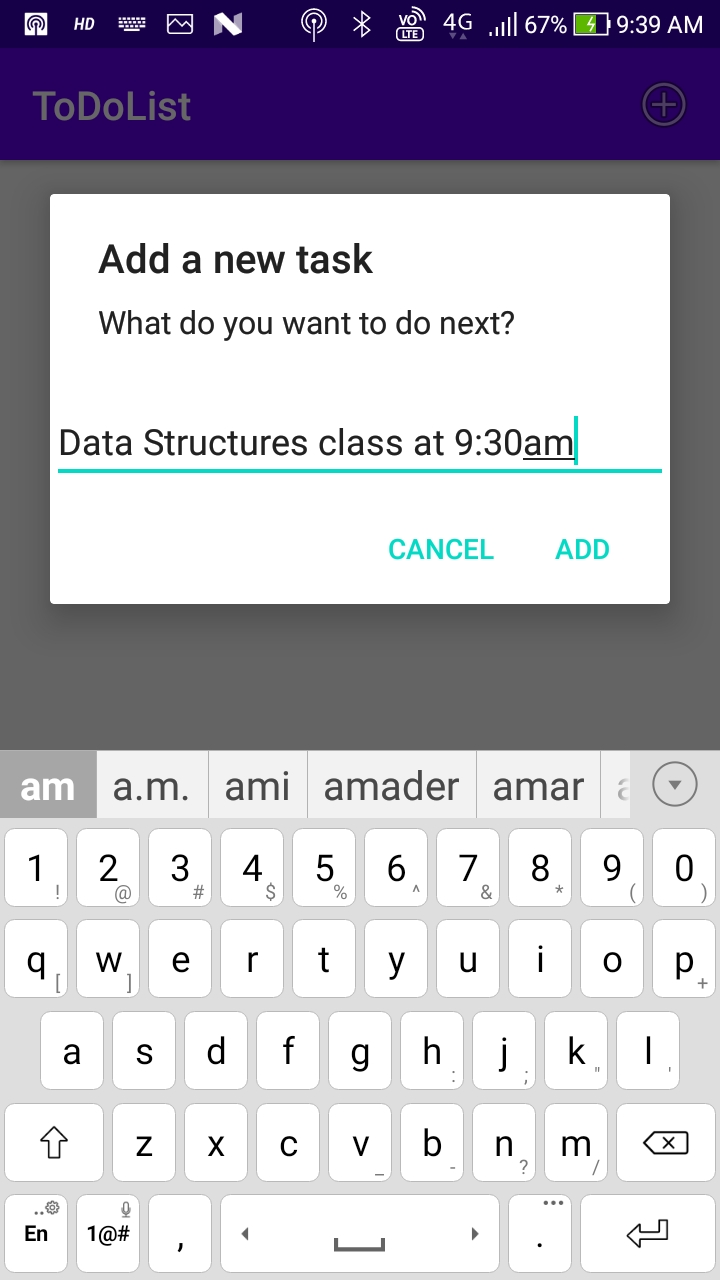 HD VO LTE 4G 67% 9:39 AM
ToDoList
Add a new task
What do you want to do next?
Data Structures class at 9:30am
CANCEL ADD
am a.m. ami amader amar a
1 ! 2 @ 3 # 4 $ 5 % 6 ^ 7 & 8 * 9 ( 0 )
q [ w ] e r t y u i o p +
a s d f g h : j ; k " l '
z x c v _ b - n ? m /
En 1@# , .